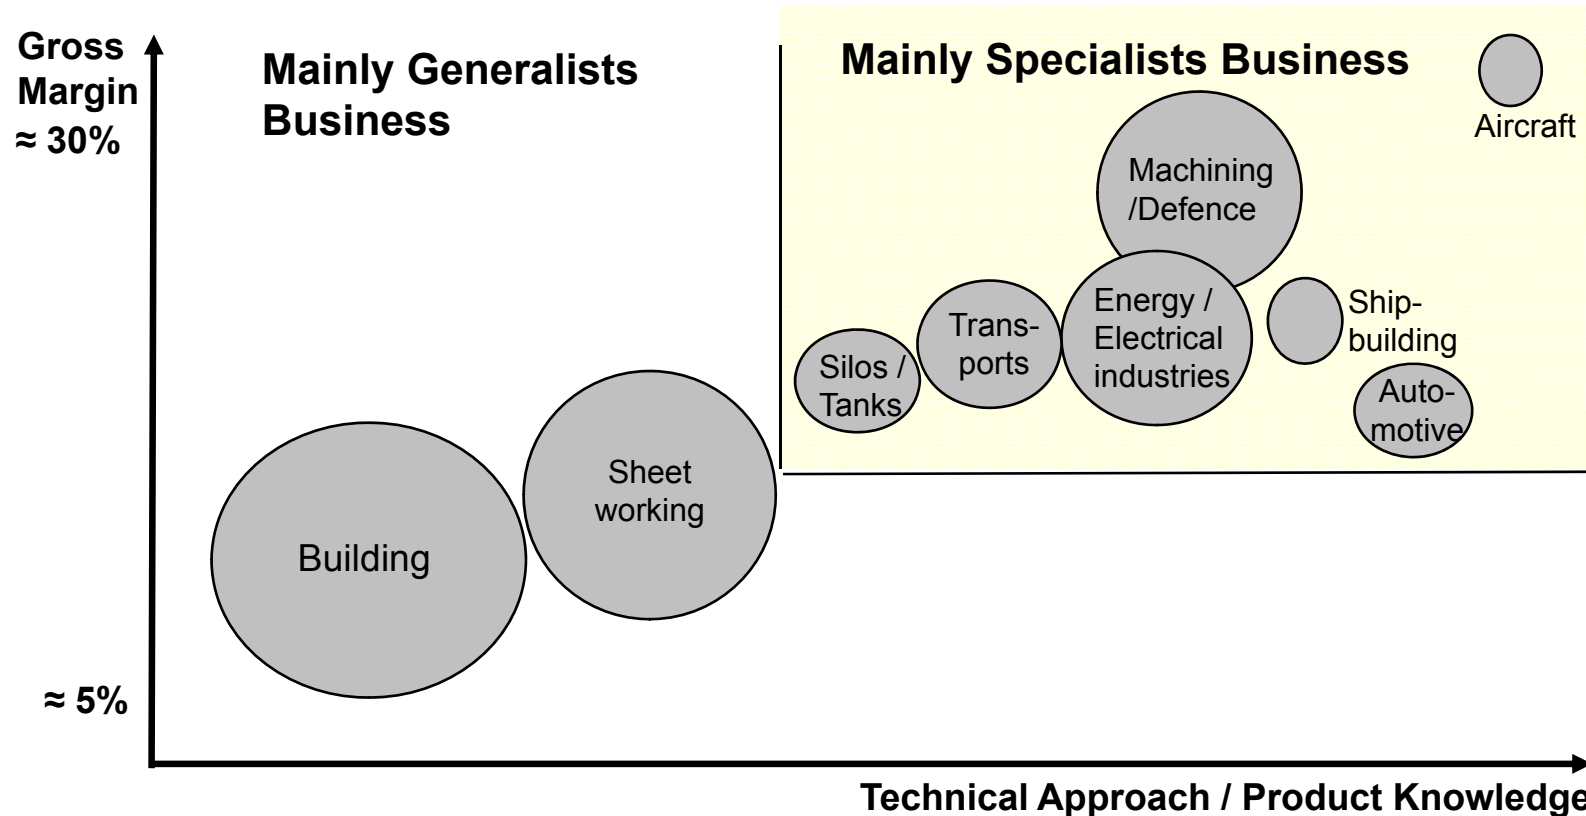 Gross
Margin
≈ 30%
Mainly Generalists
Business
Mainly Specialists Business
Aircraft
Machining
/Defence
Energy /
Electrical
industries
Ship-
building
Trans-
ports
Silos /
Tanks
Auto-
motive
Sheet
working
Building
≈ 5%
Technical Approach / Product Knowledge